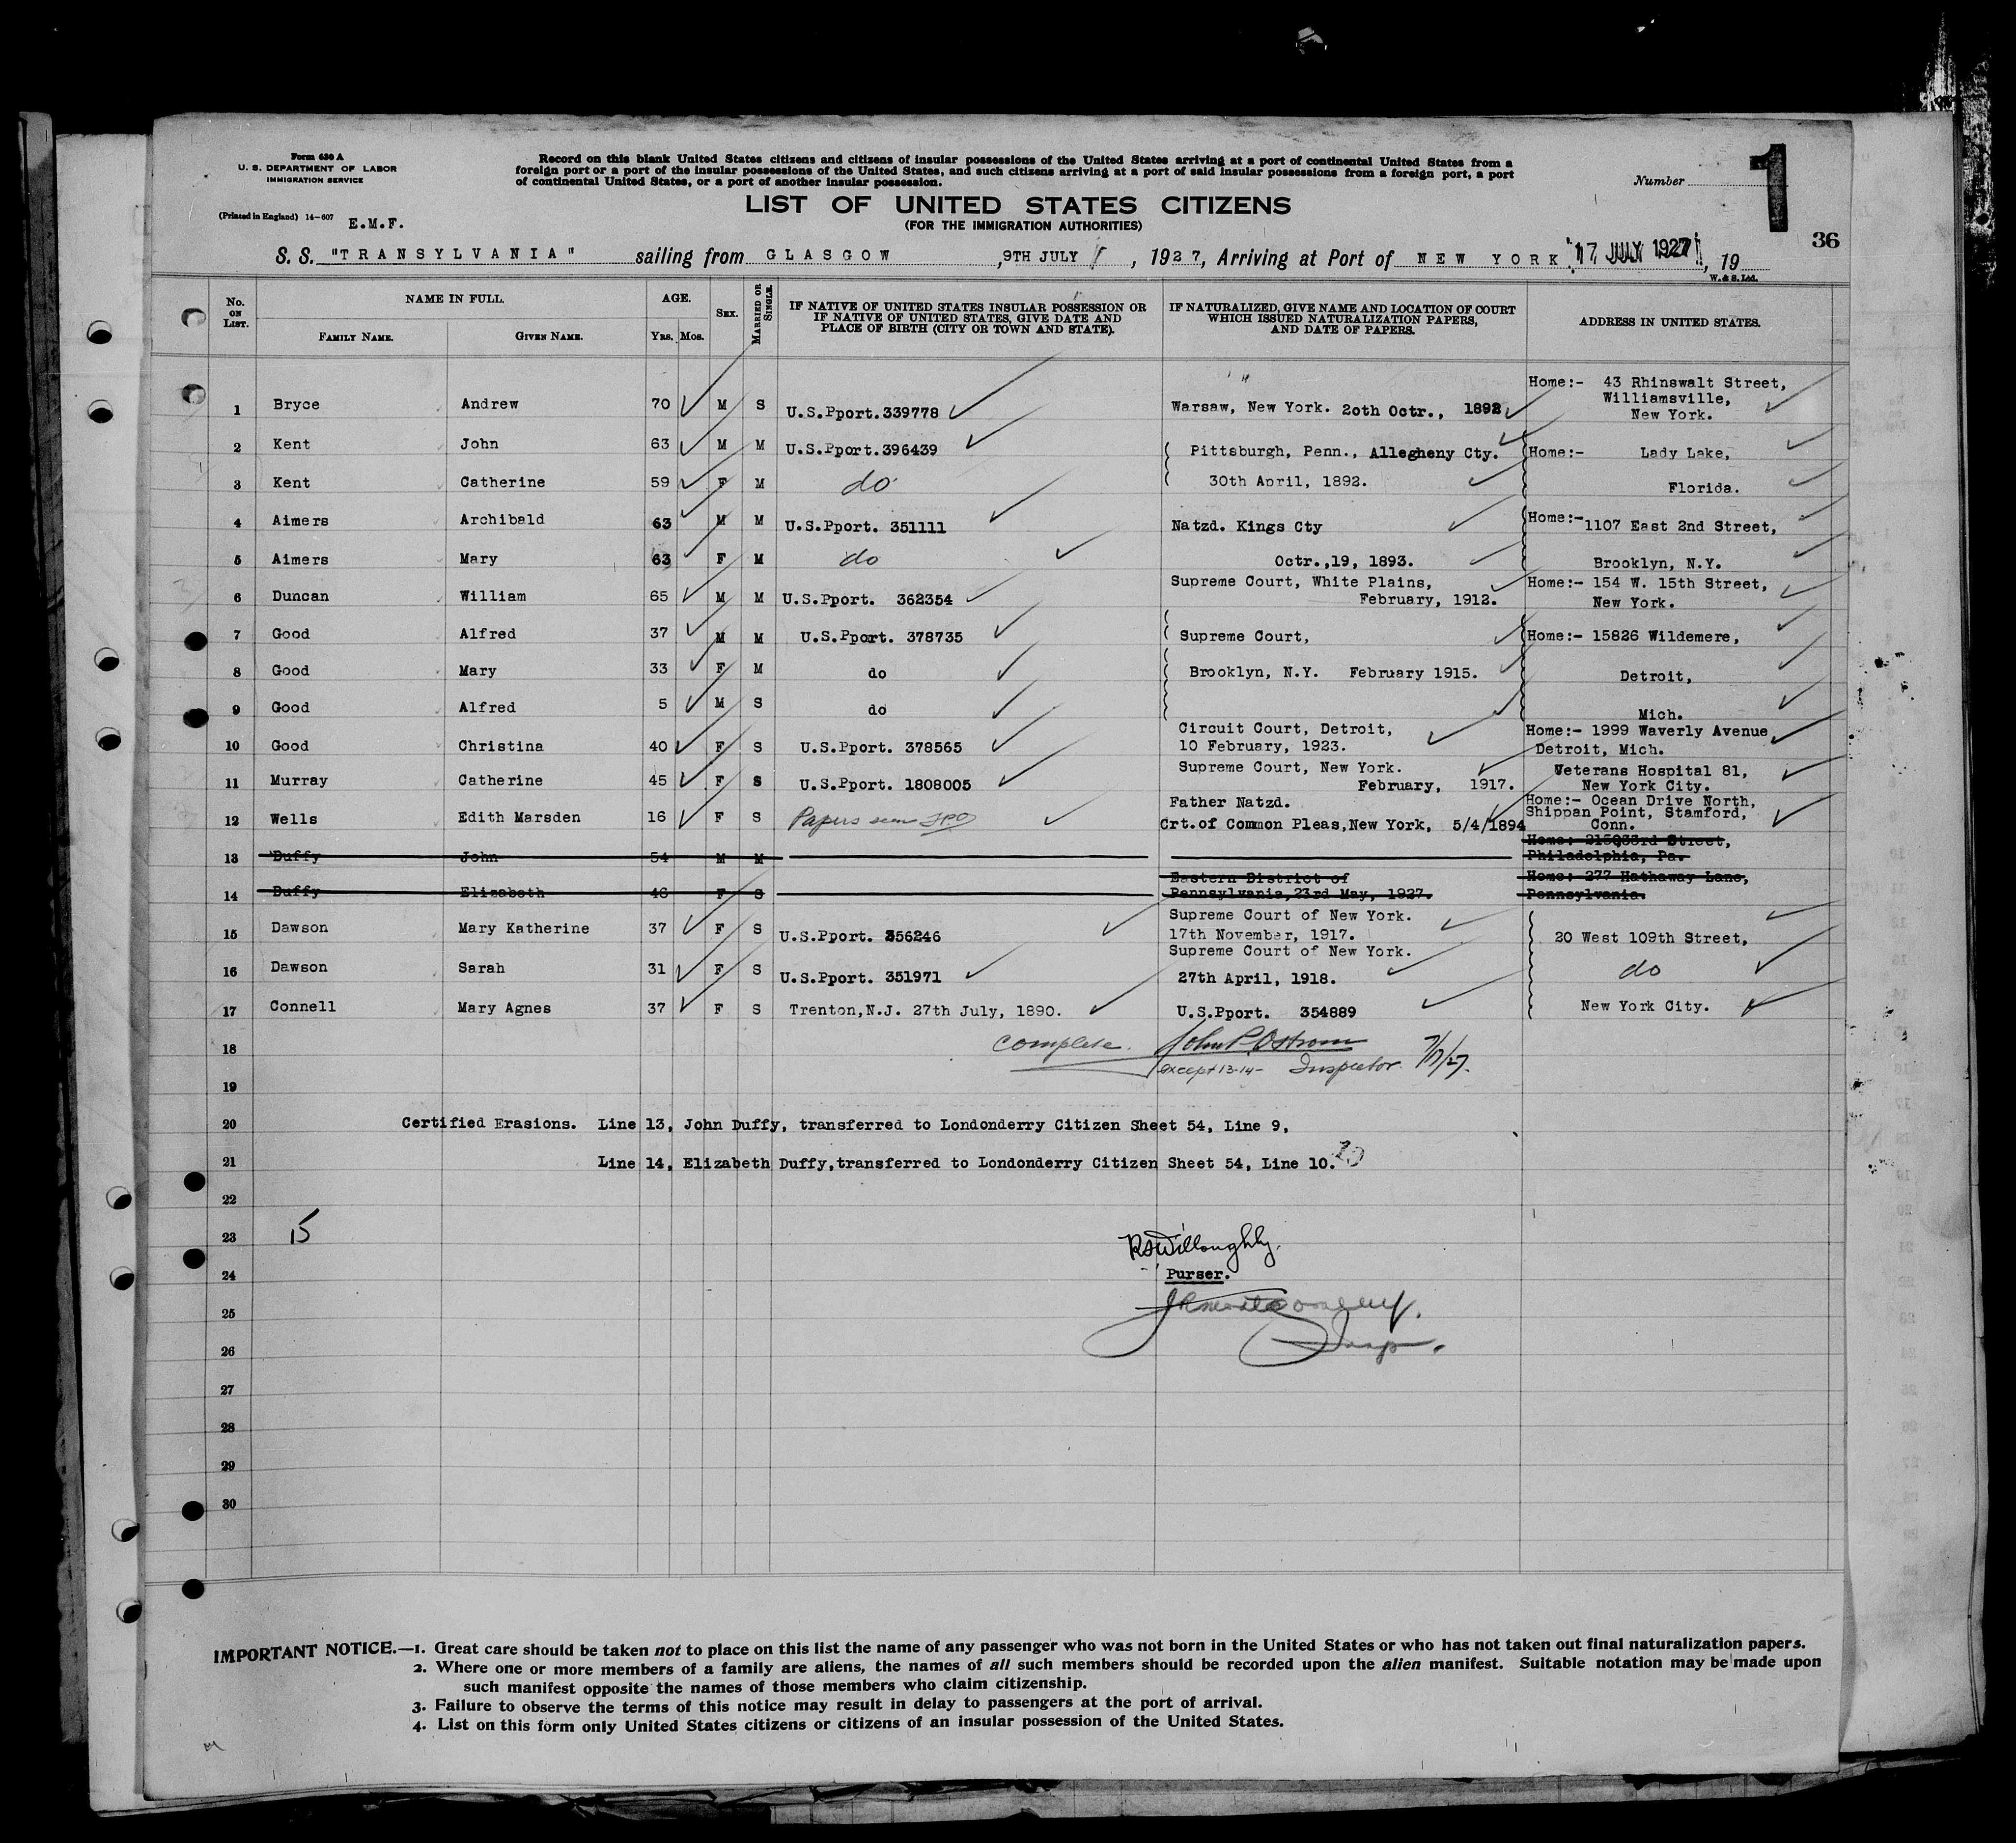 Form 630 A
U. S. DEPARTMENT OF LABOR
IMMIGRATION SERVICE
(Printed in England) 14-607 E.M.F.
Record on this blank United States citizens and citizens of insular possessions of the United States arriving at a port of continental United States from a
foreign port or a port of the insular possessions of the United States, and such citizens arriving at a port of said insular possessions from a foreign port, a port
of continental United States, or a port of another insular possession.
Number 1
LIST OF UNITED STATES CITIZENS
(FOR THE IMMIGRATION AUTHORITIES)
36
S. S. "TRANSYLVANIA" sailing from GLASGOW, 9TH JULY, 1927, Arriving at Port of NEW YORK. 17 JULY 1927, 19
W. & S. Ltd.
No. ON LIST. NAME IN FULL. AGE. SEX. MARRIED OR SINGLE. IF NATIVE OF UNITED STATES INSULAR POSSESSION OR IF NATIVE OF UNITED STATES, GIVE DATE AND PLACE OF BIRTH (CITY OR TOWN AND STATE). IF NATURALIZED, GIVE NAME AND LOCATION OF COURT WHICH ISSUED NATURALIZATION PAPERS, AND DATE OF PAPERS. ADDRESS IN UNITED STATES.
FAMILY NAME. GIVEN NAME. YRS. MOS.
1 Bryce Andrew 70 M S U.S.Pport.339778 Warsaw, New York. 20th Octr., 1892 Home:- 43 Rhinswalt Street,
Williamsville,
New York.
2 Kent John 63 M M U.S.Pport.396439 Pittsburgh, Penn., Allegheny Cty. Home:- Lady Lake,
3 Kent Catherine 59 F M do 30th April, 1892. Florida.
4 Aimers Archibald 63 M M U.S.Pport. 351111 Natzd. Kings Cty Home:- 1107 East 2nd Street,
5 Aimers Mary 63 F M do Octr.,19, 1893. Brooklyn, N.Y.
6 Duncan William 65 M M U.S.Pport. 362354 Supreme Court, White Plains, Home:- 154 W. 15th Street,
February, 1912. New York.
7 Good Alfred 37 M M U.S.Pport. 378735 Supreme Court, Home:- 15826 Wildemere,
8 Good Mary 33 F M do Brooklyn, N.Y. February 1915. Detroit,
9 Good Alfred 5 M S do Mich.
10 Good Christina 40 F S U.S.Pport. 378565 Circuit Court, Detroit, Home:- 1999 Waverly Avenue
10 February, 1923. Detroit, Mich.
11 Murray Catherine 45 F S U.S.Pport. 1808005 Supreme Court, New York. Veterans Hospital 81,
February, 1917. New York City.
12 Wells Edith Marsden 16 F S Papers seen JPO Father Natzd. Home:- Ocean Drive North,
Crt.of Common Pleas,New York, 5/4/1894 Shippan Point, Stamford,
Conn.
13 Duffy John 54 M M Home: Street,
Philadelphia, Pa.
14 Duffy Elizabeth 46 F S Eastern District of Home: 277 Hathaway Lane,
Pennsylvania,23rd May, 1927. Pennsylvania.
15 Dawson Mary Katherine 37 F S U.S.Pport. 356246 Supreme Court of New York.
17th November, 1917. 20 West 109th Street,
16 Dawson Sarah 31 F S U.S.Pport. 351971 Supreme Court of New York.
27th April, 1918. do
17 Connell Mary Agnes 37 F S Trenton,N.J. 27th July, 1890. U.S.Pport. 354889 New York City.
18 complete. John P. Ostrom
except 13-14- Inspector 7/17/27.
19
20 Certified Erasions. Line 13, John Duffy, transferred to Londonderry Citizen Sheet 54, Line 9,
21 Line 14, Elizabeth Duffy,transferred to Londonderry Citizen Sheet 54, Line 10.
22
23 15 Willoughby.
24 Purser.
25
26 Insp.
27
28
29
30
IMPORTANT NOTICE.—1. Great care should be taken not to place on this list the name of any passenger who was not born in the United States or who has not taken out final naturalization papers.
2. Where one or more members of a family are aliens, the names of all such members should be recorded upon the alien manifest. Suitable notation may be made upon
such manifest opposite the names of those members who claim citizenship.
3. Failure to observe the terms of this notice may result in delay to passengers at the port of arrival.
4. List on this form only United States citizens or citizens of an insular possession of the United States.